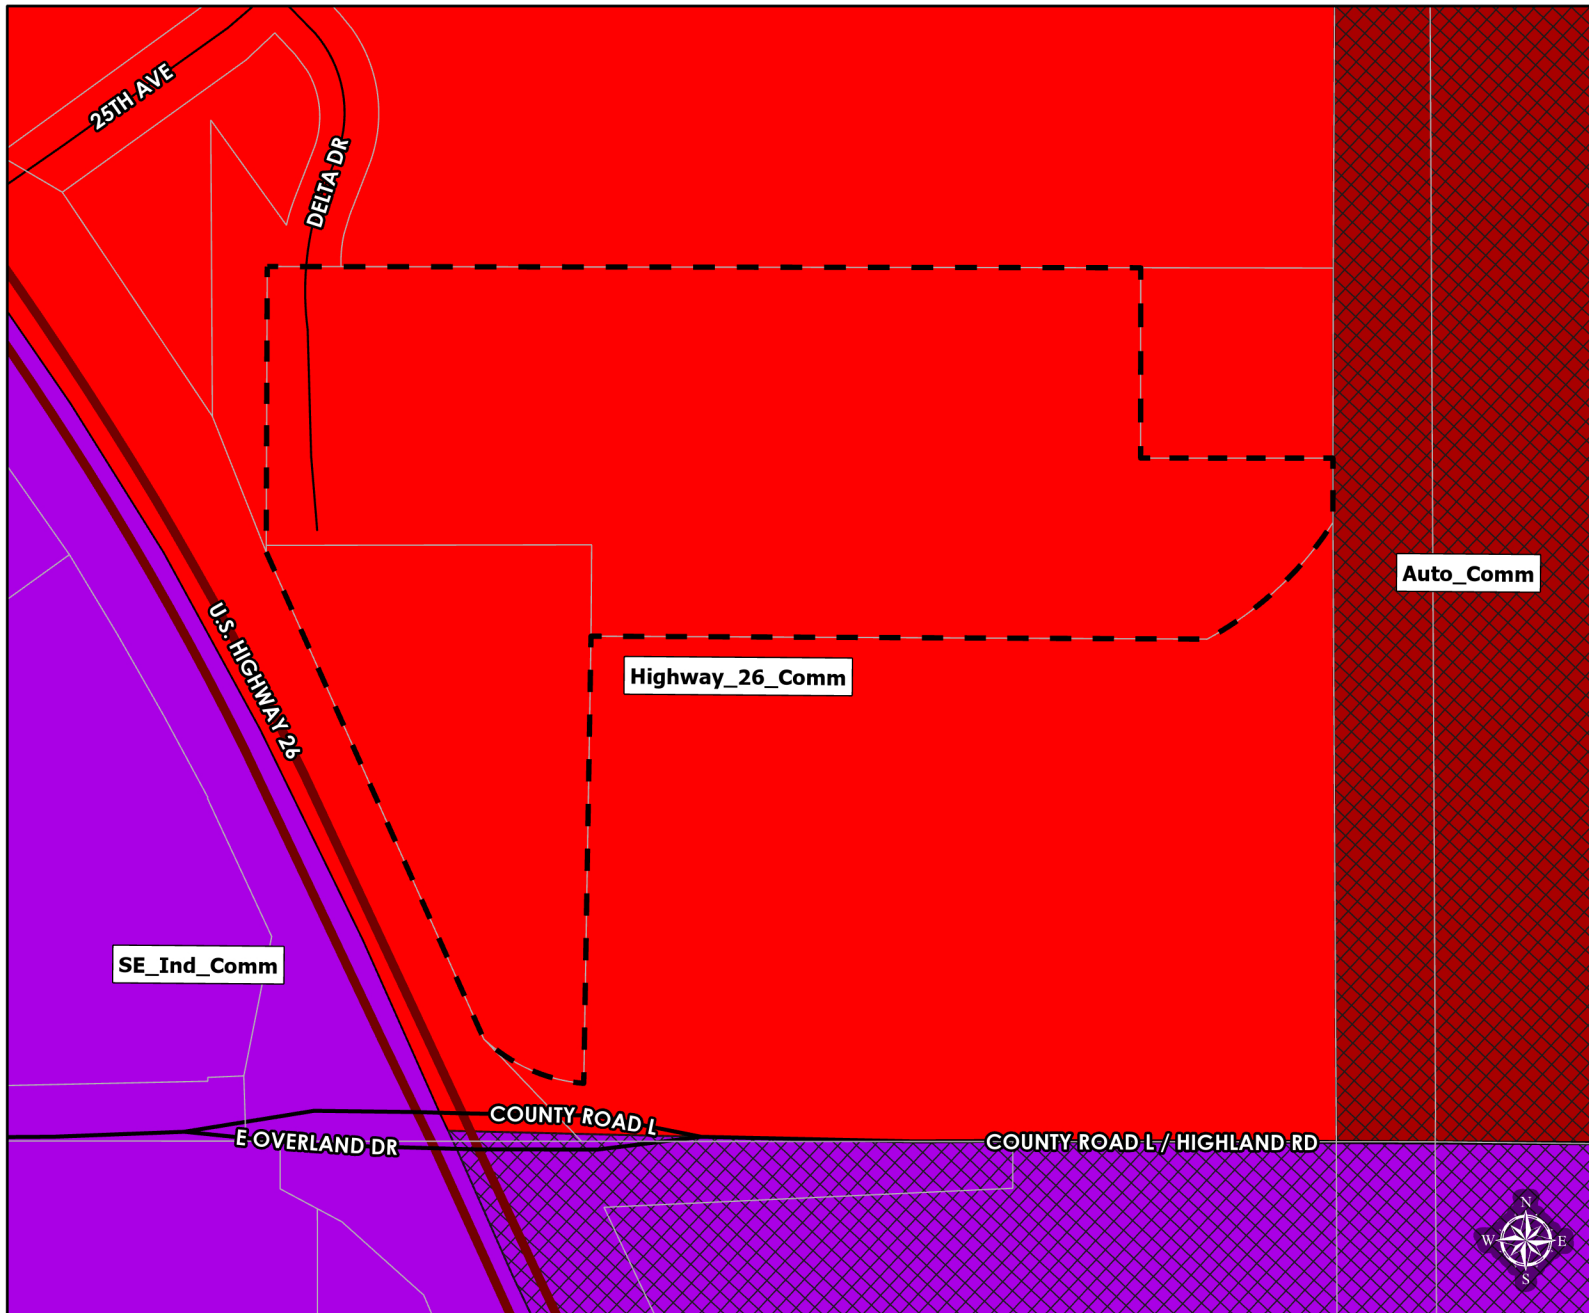 25TH AVE
DELTA DR
Auto_Comm
U.S. HIGHWAY 26
Highway_26_Comm
SE_Ind_Comm
COUNTY ROAD L
E OVERLAND DR
COUNTY ROAD L / HIGHLAND RD
N
W
E
S